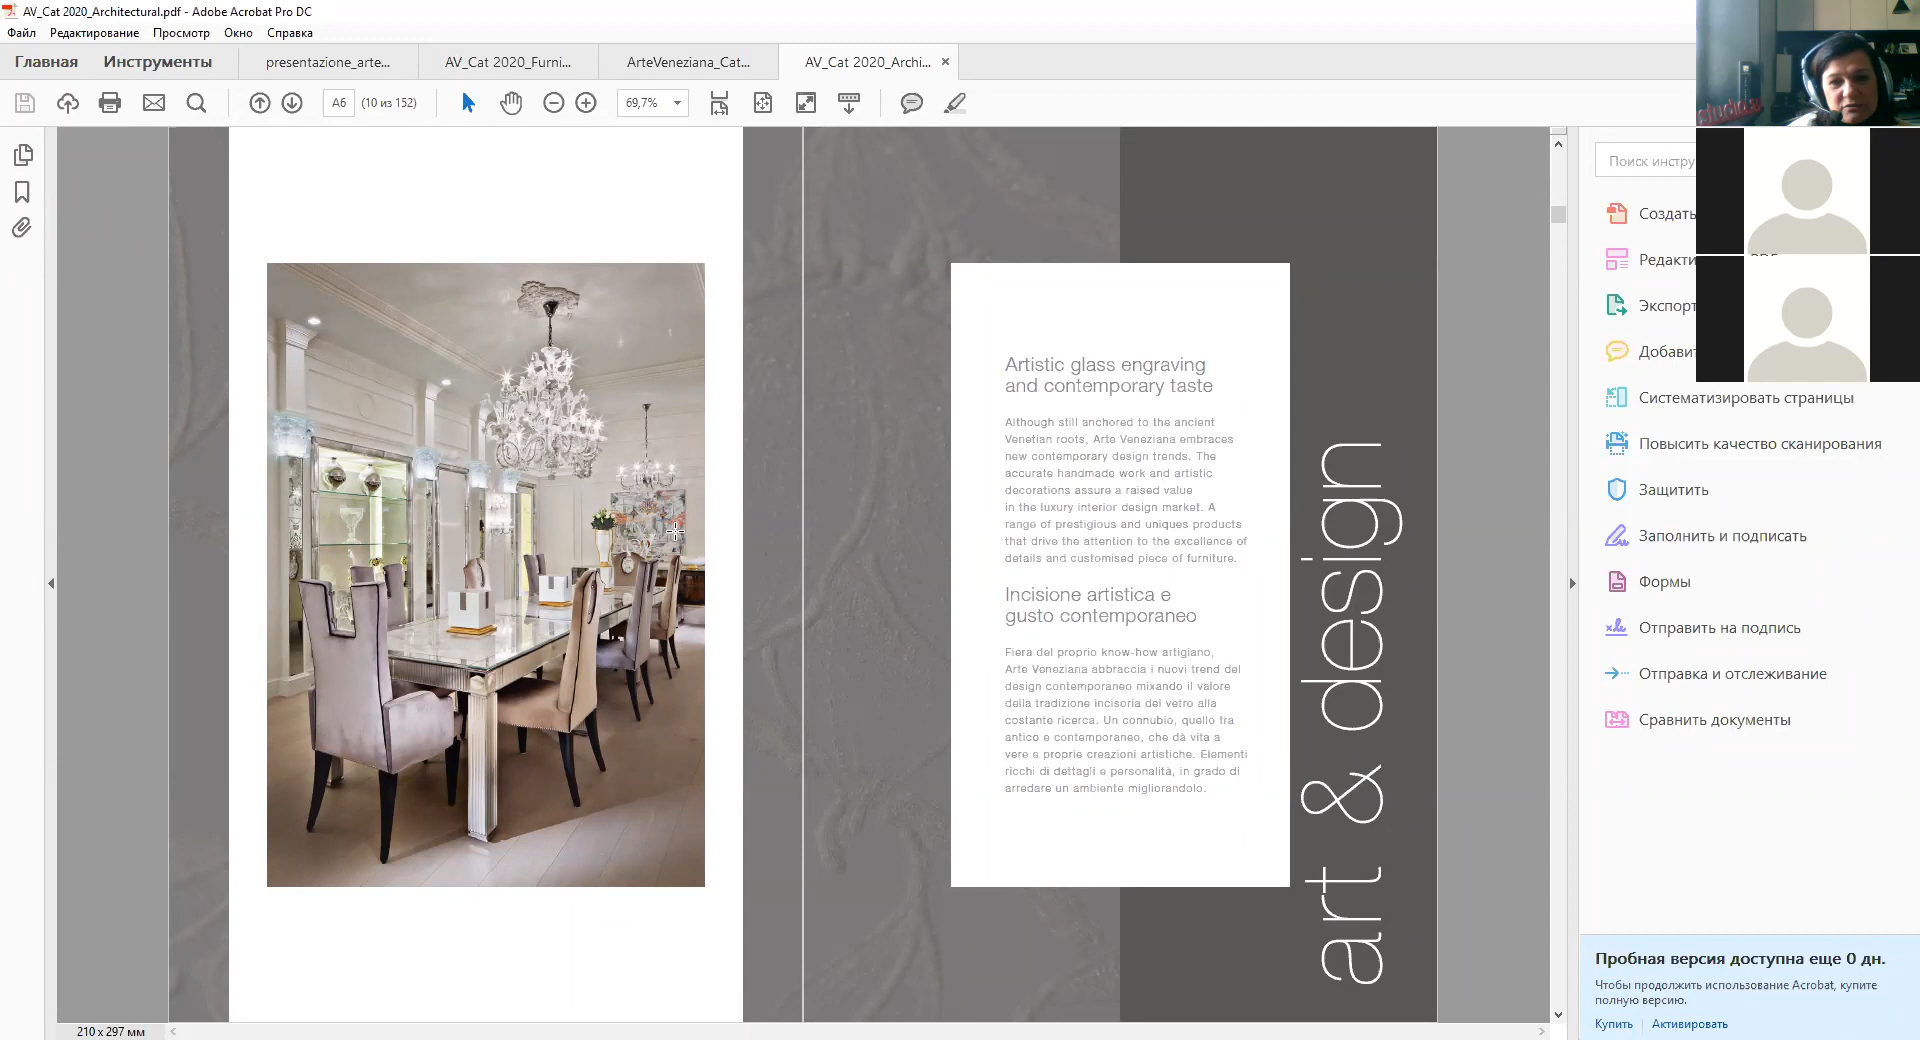 AV_Cat 2020_Architectural.pdf - Adobe Acrobat Pro DC
Файл Редактирование Просмотр Окно Справка
Главная Инструменты presentazione_arte... AV_Cat 2020_Furni... ArteVeneziana_Cat... AV_Cat 2020_Archi... ×
A6 (10 из 152) 69,7%
Поиск инстру
Создать
Редакти
Экспорт
Добавит
Систематизировать страницы
Повысить качество сканирования
Защитить
Заполнить и подписать
Формы
Отправить на подпись
Отправка и отслеживание
Сравнить документы
Artistic glass engraving
and contemporary taste
Although still anchored to the ancient
Venetian roots, Arte Veneziana embraces
new contemporary design trends. The
accurate handmade work and artistic
decorations assure a raised value
in the luxury interior design market. A
range of prestigious and uniques products
that drive the attention to the excellence of
details and customised piece of furniture.
Incisione artistica e
gusto contemporaneo
Fiera del proprio know-how artigiano,
Arte Veneziana abbraccia i nuovi trend del
design contemporaneo mixando il valore
della tradizione incisoria del vetro alla
costante ricerca. Un connubio, quello tra
antico e contemporaneo, che dà vita a
vere e proprie creazioni artistiche. Elementi
ricchi di dettagli e personalità, in grado di
arredare un ambiente migliorandolo.
art & design
Пробная версия доступна еще 0 дн.
Чтобы продолжить использование Acrobat, купите
полную версию.
Купить Активировать
210 x 297 мм